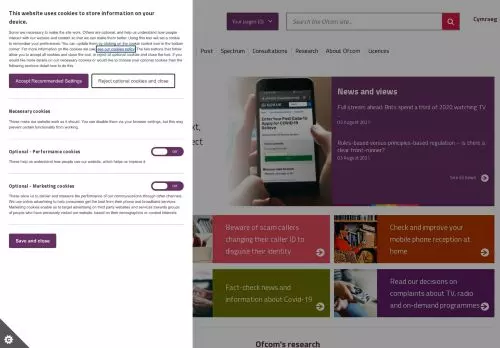 This website uses cookies to store information on your
device.
Some are necessary to make the site work. Others are optional, and help us understand how people
interact with our website and content so that we can make them better. Using this tool will set a cookie
to remember your preferences. You can update them by clicking on the cookie control icon in the bottom
corner. For more information on the cookies we use, see our cookies policy. The two options that follow
allow you to accept all cookies and close this tool, or reject all optional cookies and close the tool. If you
would like more details on our necessary cookies or would like to choose your optional cookies, then the
following sections detail how to do this.
Accept Recommended Settings
Reject optional cookies and close
Necessary cookies
These make our website work as it should. You can disable these via your browser settings, but this may
prevent certain functionality from working.
Optional - Performance cookies
Off
These help us understand how people use our website, which helps us improve it
Optional - Marketing cookies
Off
These allow us to deliver and measure the performance of our communications through other channels.
We use online advertising to help consumers get the best from their phone and broadband services.
Marketing cookies enable us to target advertising on third party websites and services towards groups
of people who have previously visited our website, based on their demographics or content interests.
Save and close
Your Logins (0)
Search the Ofcom site...
Cymraeg
Post Spectrum Consultations Research About Ofcom Licences
News and views
Full stream ahead: Brits spend a third of 2020 watching TV
05 August 2021
Rules-based versus principles-based regulation – is there a
clear front-runner?
03 August 2021
See all news
GOV.UK
Enter Your Post Code to
Apply for COVID-19
Relief
Beware of scam callers
changing their caller ID to
disguise their identity
Check and improve your
mobile phone reception at
home
Fact-check news and
information about Covid-19
Read our decisions on
complaints about TV, radio
and on-demand programmes
Ofcom's research